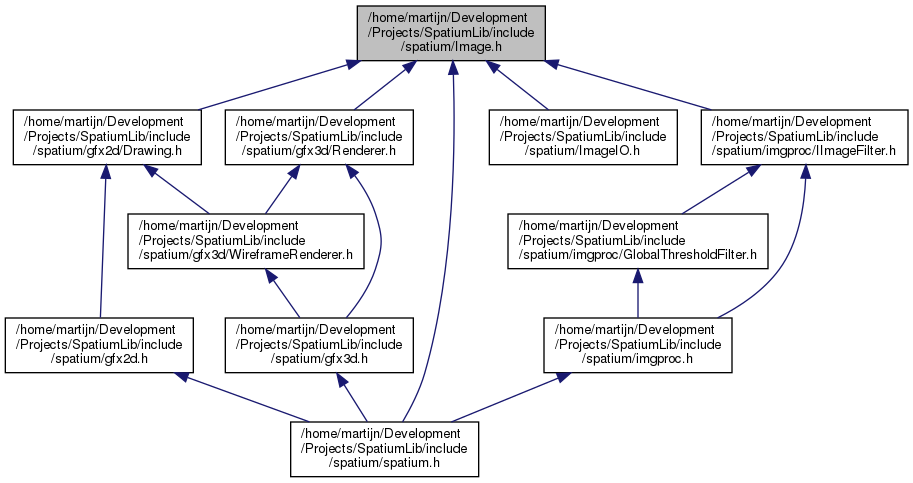 /home/martijn/Development
/Projects/SpatiumLib/include
/spatium/Image.h
/home/martijn/Development
/Projects/SpatiumLib/include
/spatium/gfx2d/Drawing.h
/home/martijn/Development
/Projects/SpatiumLib/include
/spatium/gfx3d/Renderer.h
/home/martijn/Development
/Projects/SpatiumLib/include
/spatium/ImageIO.h
/home/martijn/Development
/Projects/SpatiumLib/include
/spatium/imgproc/IImageFilter.h
/home/martijn/Development
/Projects/SpatiumLib/include
/spatium/gfx3d/WireframeRenderer.h
/home/martijn/Development
/Projects/SpatiumLib/include
/spatium/imgproc/GlobalThresholdFilter.h
/home/martijn/Development
/Projects/SpatiumLib/include
/spatium/gfx2d.h
/home/martijn/Development
/Projects/SpatiumLib/include
/spatium/gfx3d.h
/home/martijn/Development
/Projects/SpatiumLib/include
/spatium/imgproc.h
/home/martijn/Development
/Projects/SpatiumLib/include
/spatium/spatium.h